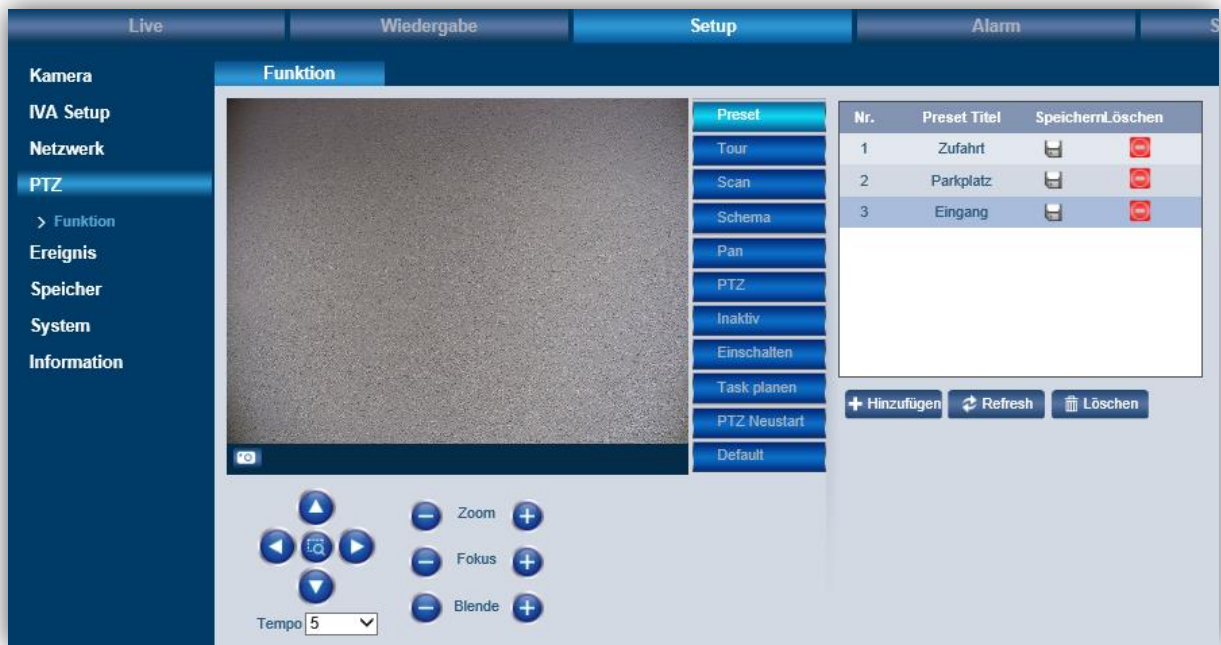 Live Wiedergabe Setup Alarm S
Kamera
IVA Setup
Netzwerk
PTZ
Funktion
Ereignis
Speicher
System
Information
Funktion
Preset
Tour
Scan
Schema
Pan
PTZ
Inaktiv
Einschalten
Task planen
PTZ Neustart
Default
Nr. Preset Titel Speichern Löschen
1 Zufahrt
2 Parkplatz
3 Eingang
Hinzufügen Refresh Löschen
Zoom
Fokus
Blende
Tempo 5